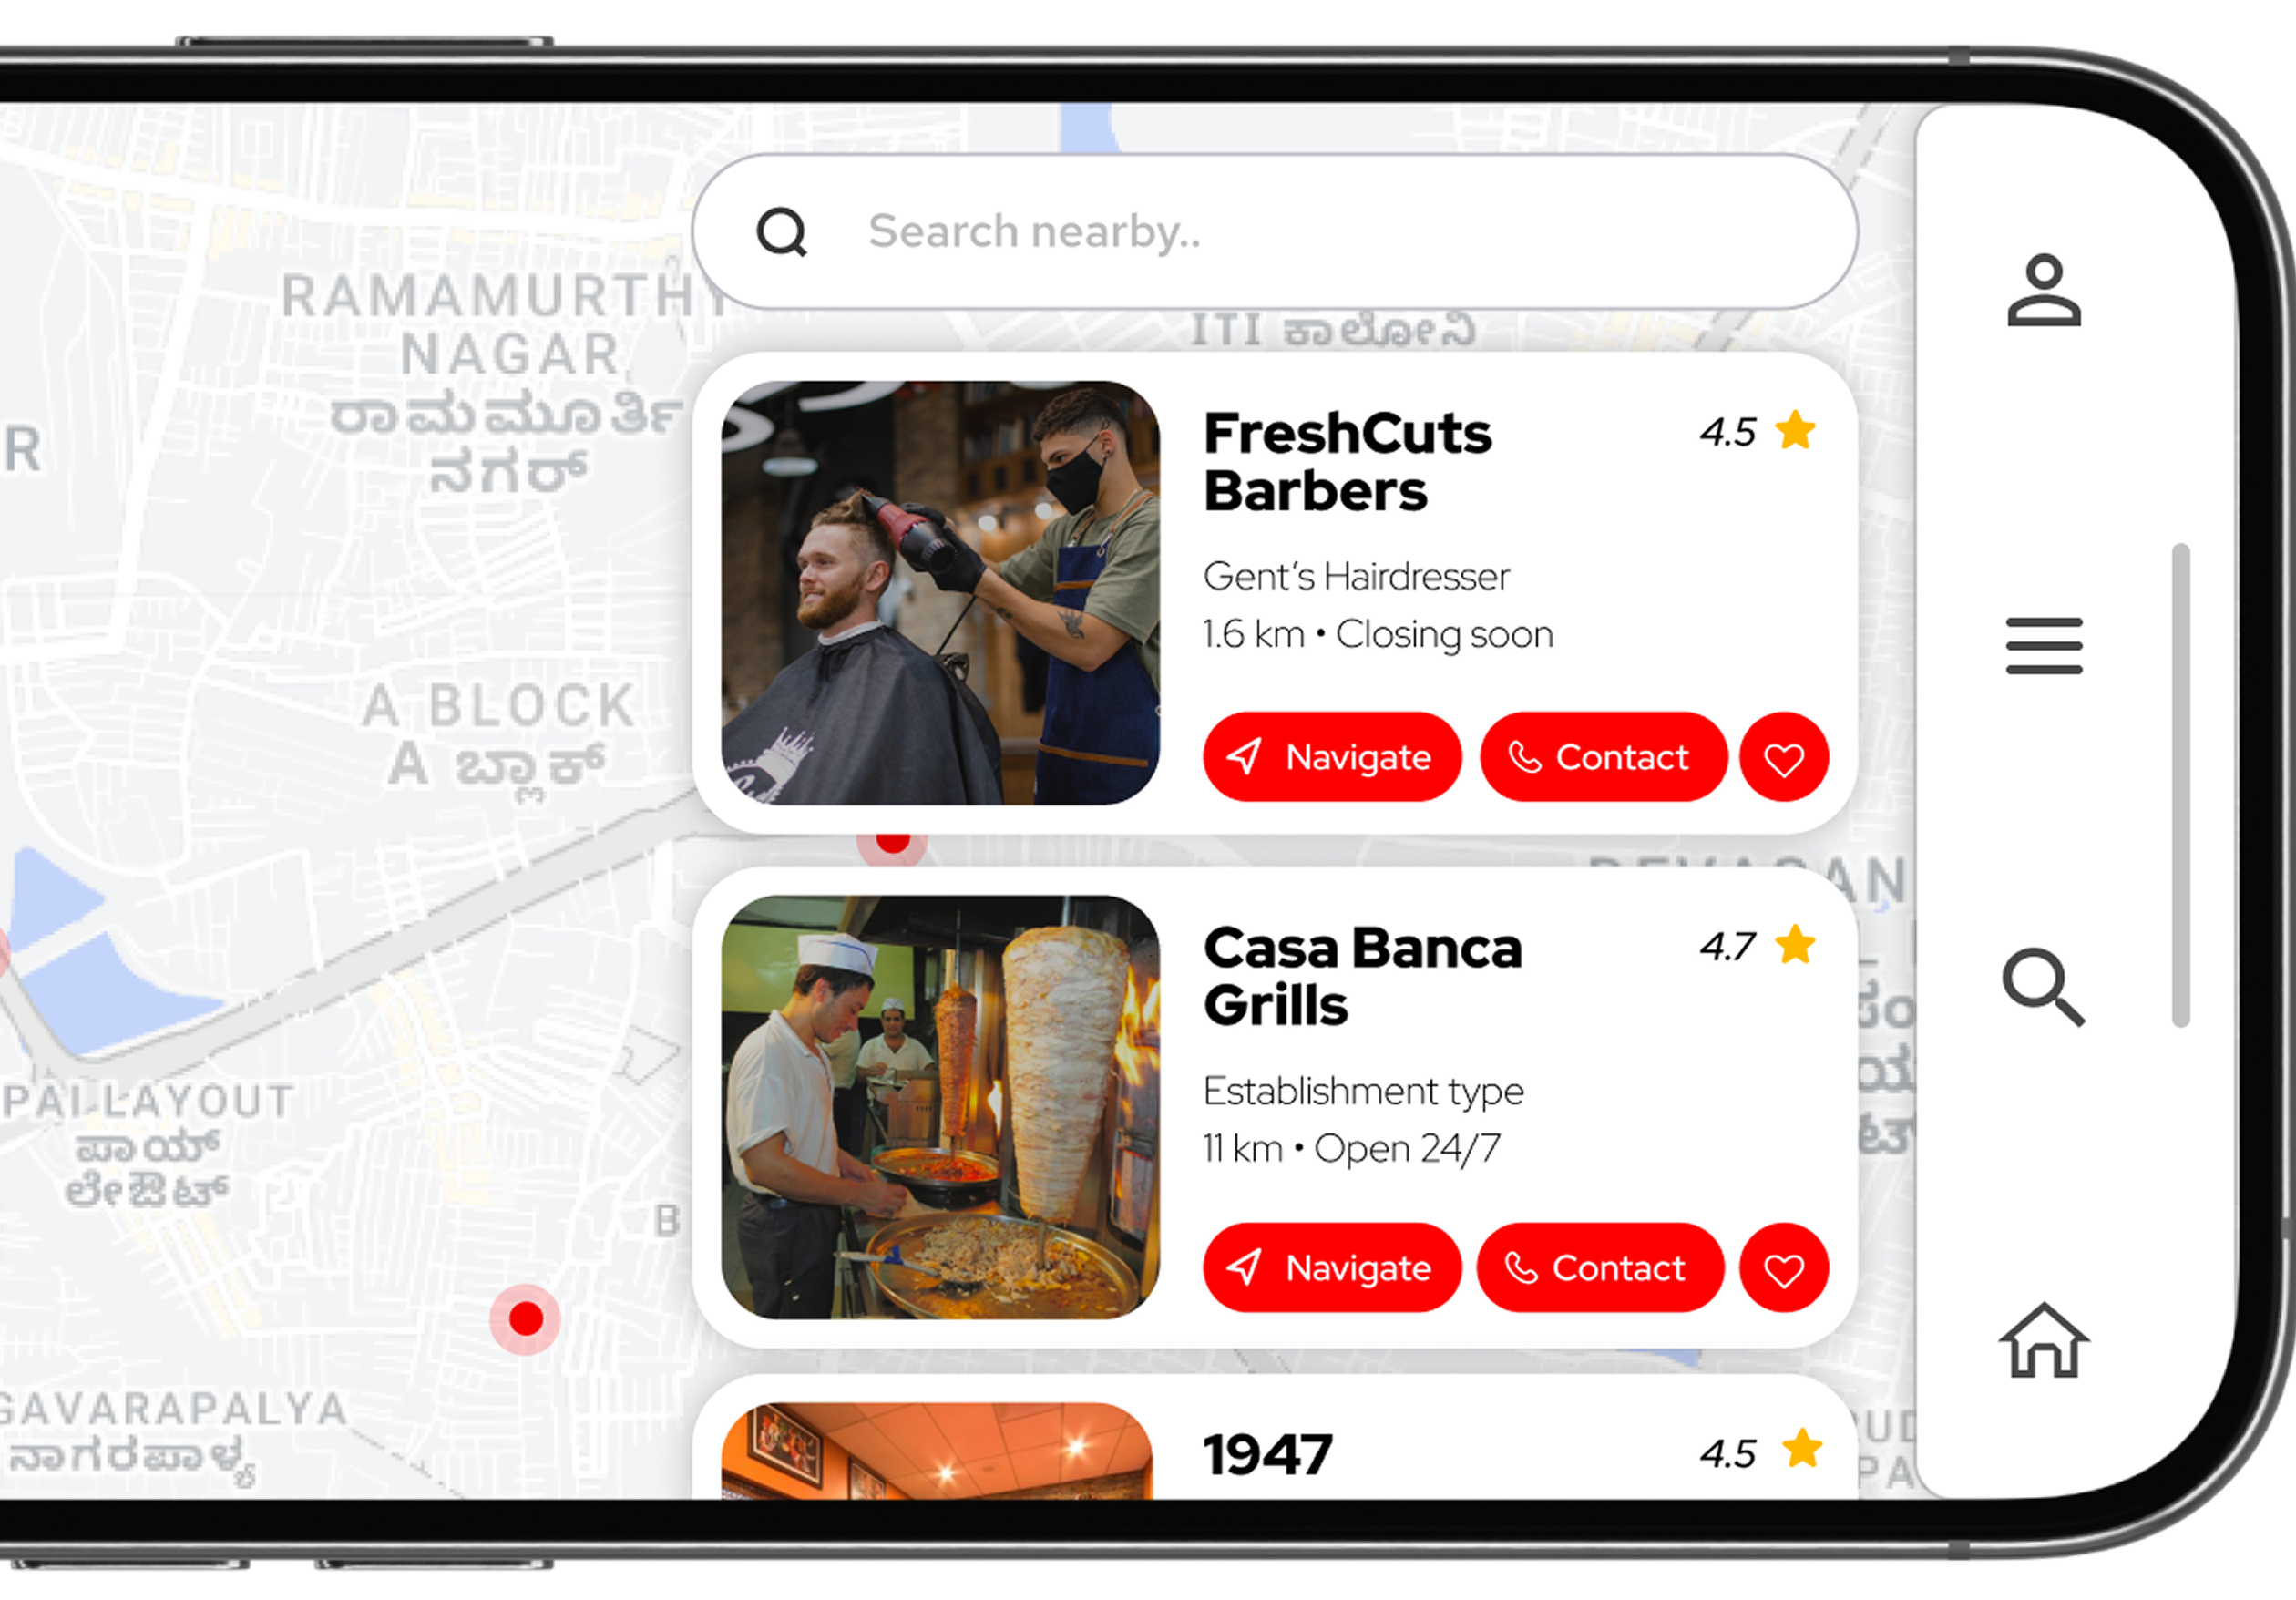 Search nearby..
RAMAMURTHY
NAGAR
ರಾಮಮೂರ್ತಿ
ನಗರ್
R
ITI ಕಾಲೋನಿ
FreshCuts
Barbers
4.5
Gent's Hairdresser
1.6 km • Closing soon
Navigate
Contact
A BLOCK
A ಬ್ಲಾಕ್
Casa Banca
Grills
4.7
Establishment type
11 km • Open 24/7
Navigate
Contact
PAI LAYOUT
ಪಾಯ್
ಲೇಔಟ್
B
GAVARAPALYA
ನಾಗರಪಾಳ್ಯ
1947
4.5